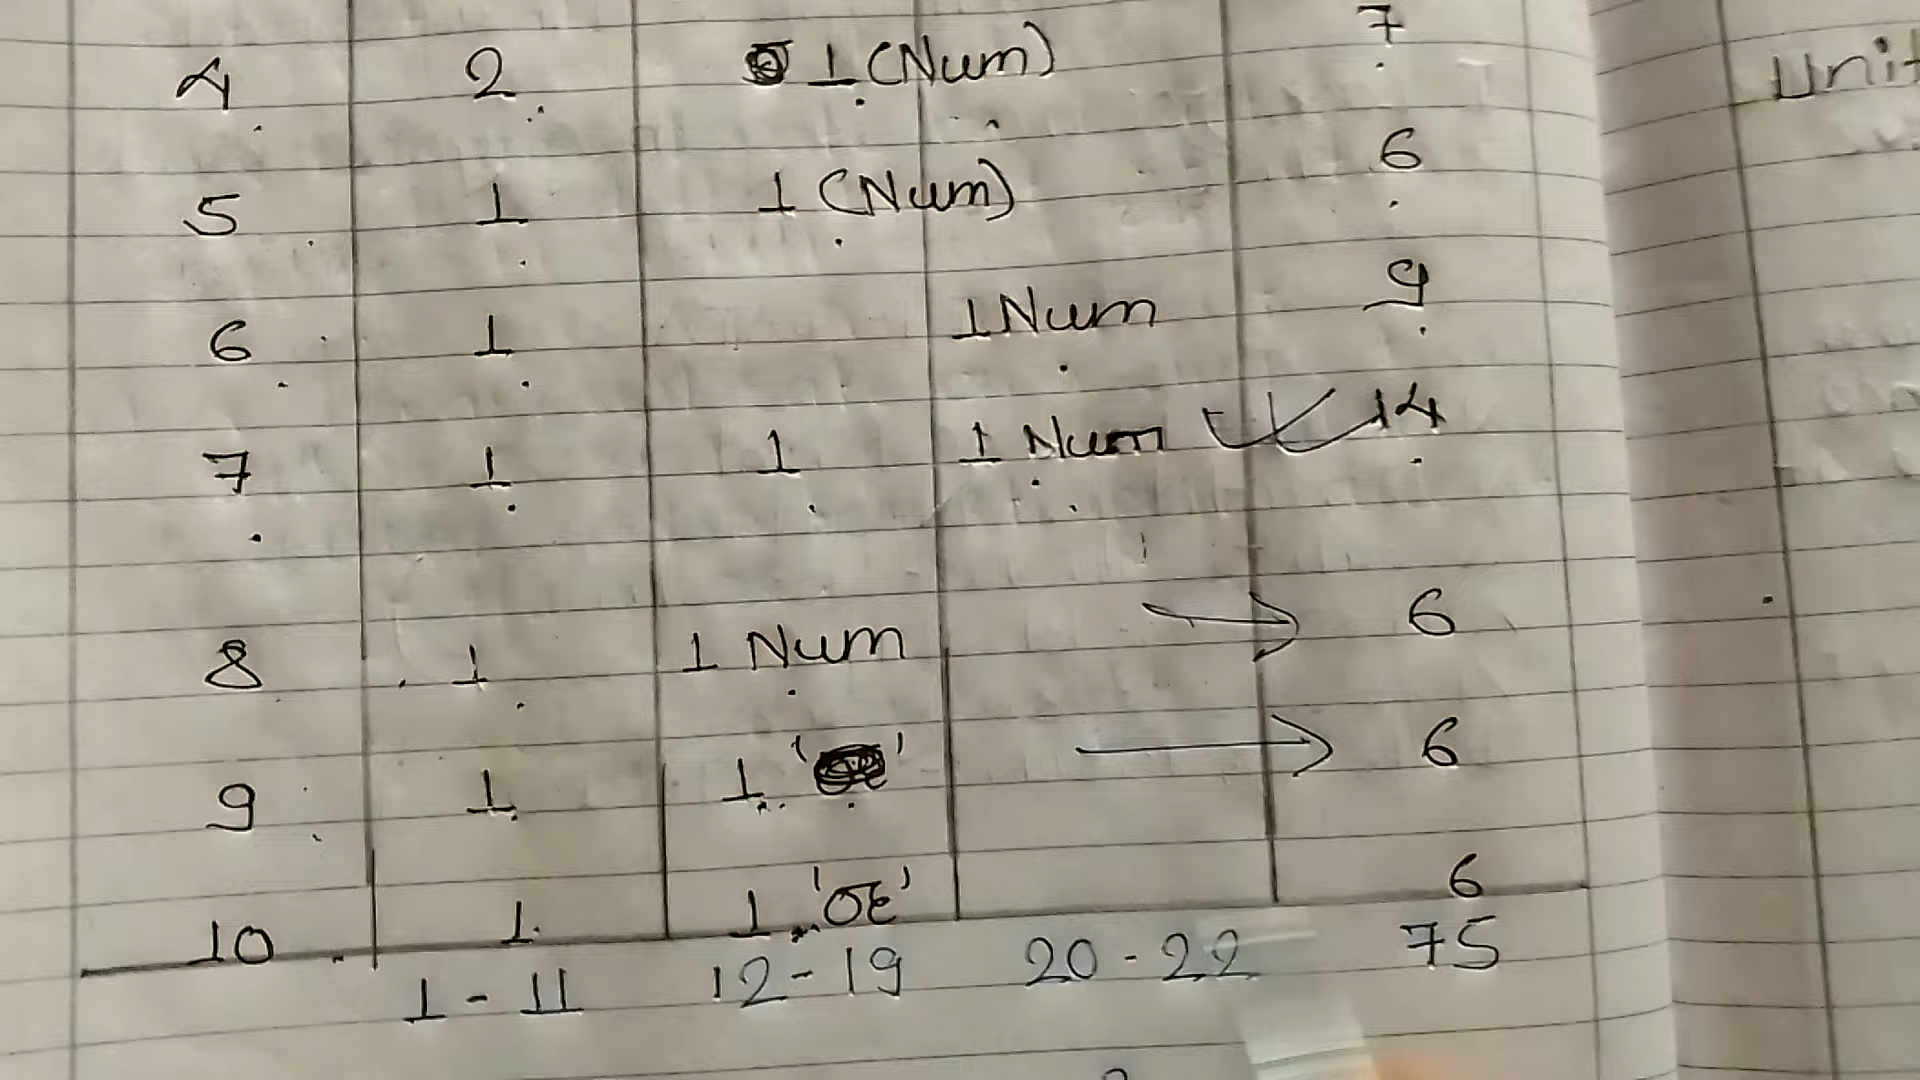 4 2 1 (Num) 7
5 1 1 (Num) 6
6 1 1 Num 9
7 1 1 1 Num 14
8 1 1 Num → 6
9 1 1 ' ' → 6
10 1 1 'OE' 6
1 - 11 12 - 19 20 - 22 75
Unit